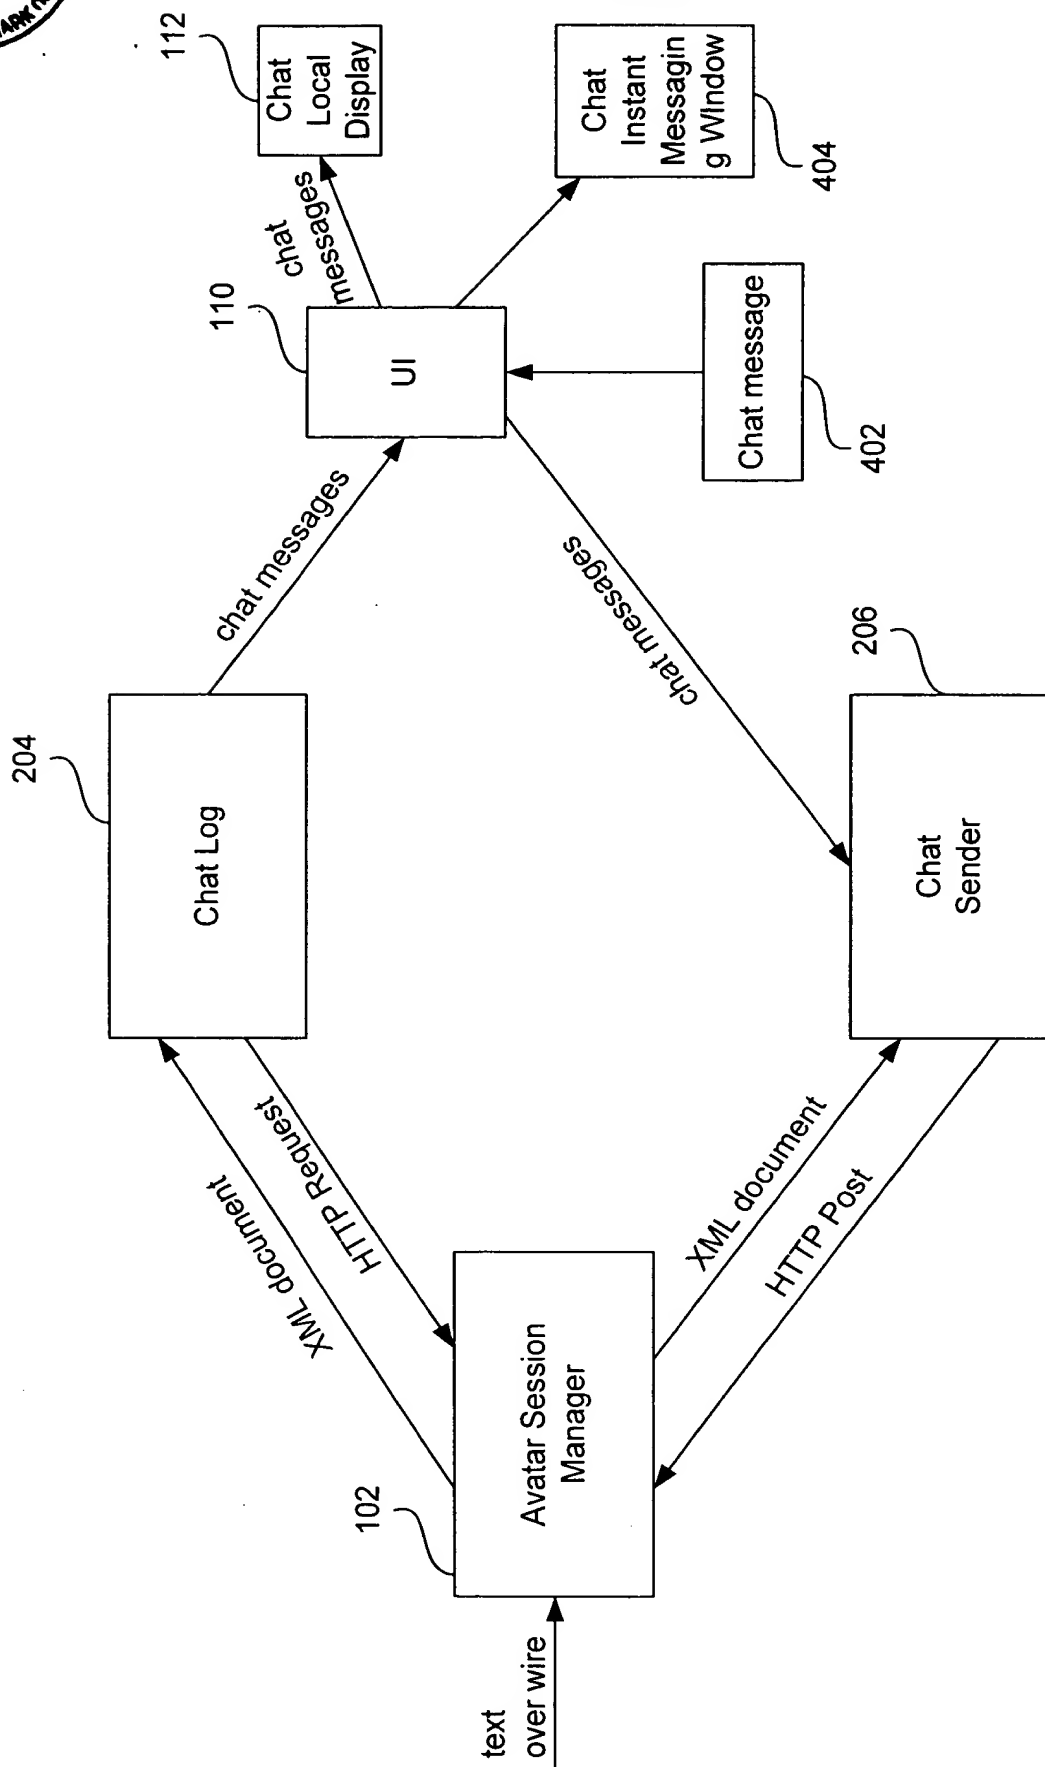 text
over wire
102
Avatar Session
Manager
XML document
HTTP Request
XML document
HTTP Post
204
Chat Log
206
Chat
Sender
chat messages
chat messages
110
UI
402
Chat message
chat
messages
112
Chat
Local
Display
Chat
Instant
Messagin
g WIndow
404